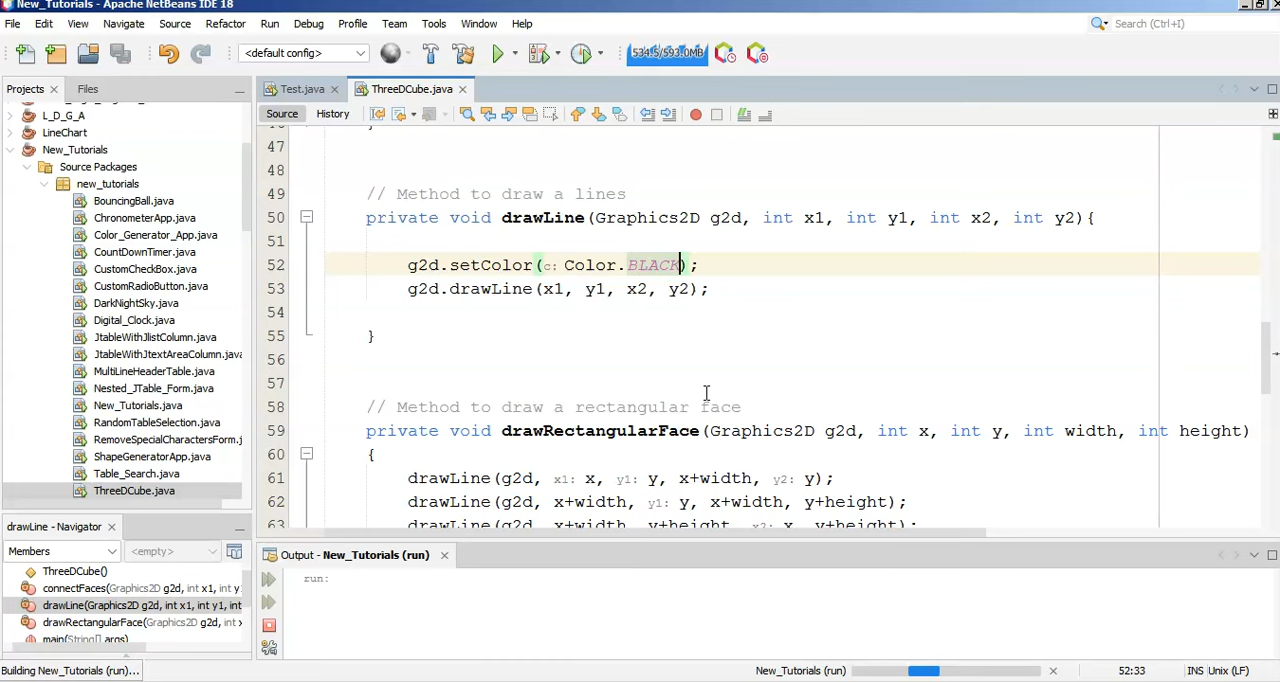 New_Tutorials - Apache NetBeans IDE 18
File Edit View Navigate Source Refactor Run Debug Profile Team Tools Window Help
Search (Ctrl+I)
<default config>
534.5/593.0MB
Projects
Files
Test.java
ThreeDCube.java
Source
History
L_D_G_A
LineChart
New_Tutorials
Source Packages
new_tutorials
BouncingBall.java
ChronometerApp.java
Color_Generator_App.java
CountDownTimer.java
CustomCheckBox.java
CustomRadioButton.java
DarkNightSky.java
Digital_Clock.java
JtableWithJlistColumn.java
JtableWithJtextAreaColumn.java
MultiLineHeaderTable.java
Nested_JTable_Form.java
New_Tutorials.java
RandomTableSelection.java
RemoveSpecialCharactersForm.
ShapeGeneratorApp.java
Table_Search.java
ThreeDCube.java
47
48
49 // Method to draw a lines
50 private void drawLine(Graphics2D g2d, int x1, int y1, int x2, int y2){
51
52 g2d.setColor(c: Color.BLACK);
53 g2d.drawLine(x1, y1, x2, y2);
54
55 }
56
57
58 // Method to draw a rectangular face
59 private void drawRectangularFace(Graphics2D g2d, int x, int y, int width, int height)
60 {
61 drawLine(g2d, x1: x, y1: y, x+width, y2: y);
62 drawLine(g2d, x+width, y1: y, x+width, y+height);
63 drawLine(g2d, x+width, y+height, x2: x, y+height);
drawLine - Navigator
Members
<empty>
ThreeDCube()
connectFaces(Graphics2D g2d, int x1, int y1
drawLine(Graphics2D g2d, int x1, int y1, int
drawRectangularFace(Graphics2D g2d, int x
main(String[] args)
Output - New_Tutorials (run)
run:
Building New_Tutorials (run)...
New_Tutorials (run)
52:33
INS
Unix (LF)